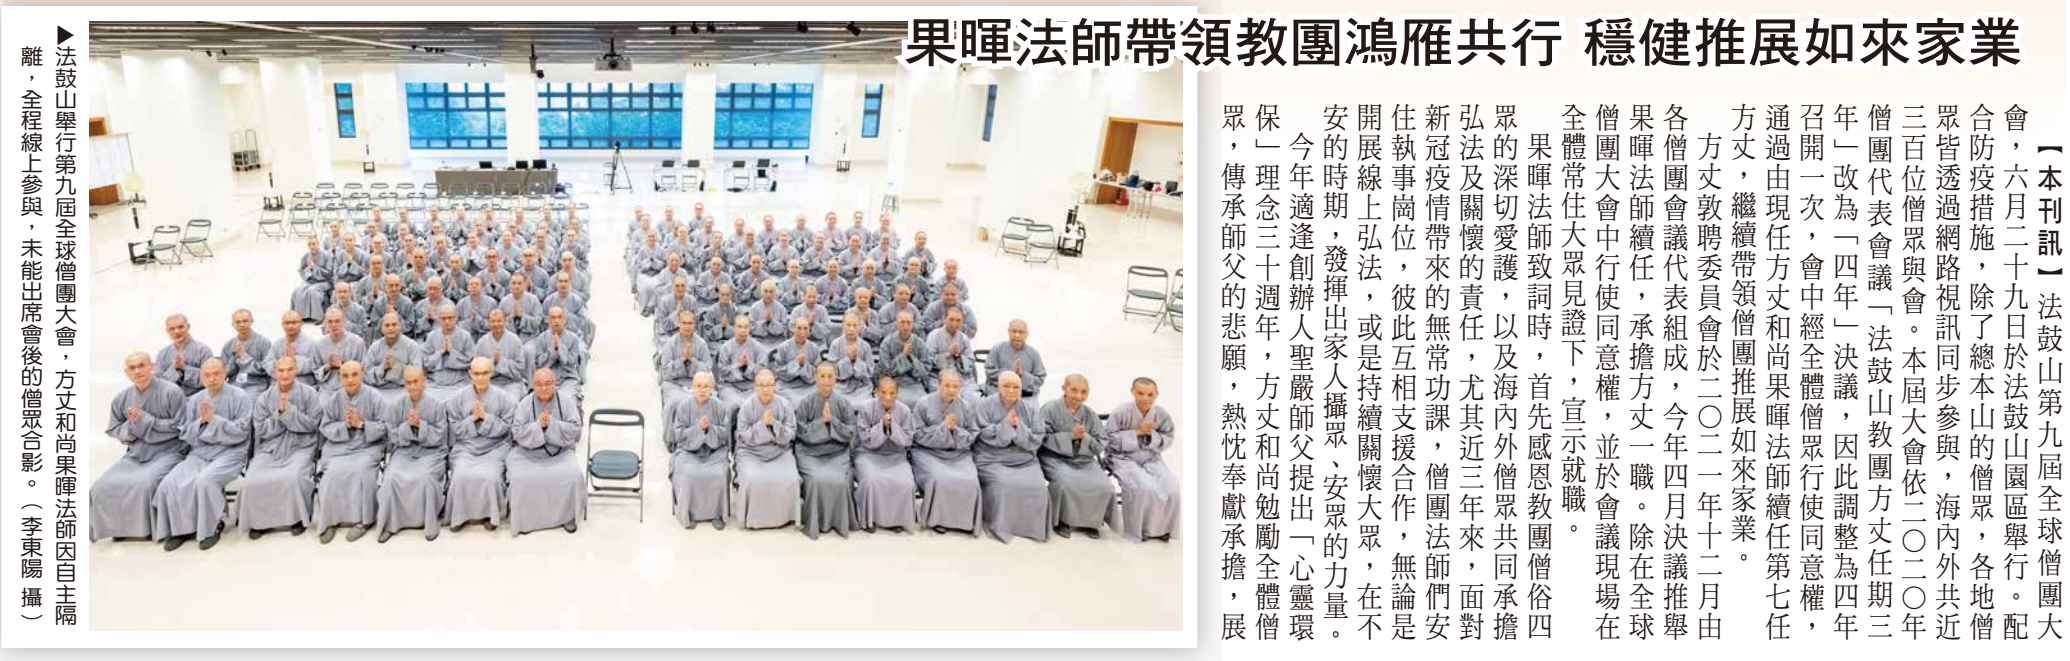 果暉法師帶領教團鴻雁共行 穩健推展如來家業
【本刊訊】法鼓山第九屆全球僧團大
會，六月二十九日於法鼓山園區舉行。配
合防疫措施，除了總本山的僧眾，各地僧
眾皆透過網路視訊同步參與，海內外共近
三百位僧眾與會。本屆大會依二〇二〇年
僧團代表會議「法鼓山教團方丈任期三
年」改為「四年」決議，因此調整為四年
召開一次，會中經全體僧眾行使同意權，
通過由現任方丈和尚果暉法師續任第七任
方丈，繼續帶領僧團推展如來家業。
方丈敦聘委員會於二〇二一年十二月由
各僧團會議代表組成，今年四月決議推舉
果暉法師續任，承擔方丈一職。除在全球
僧團大會中行使同意權，並於會議現場在
全體常住大眾見證下，宣示就職。
果暉法師致詞時，首先感恩教團僧俗四
眾的深切愛護，以及海內外僧眾共同承擔
弘法及關懷的責任，尤其近三年來，面對
新冠疫情帶來的無常功課，僧團法師們安
住執事崗位，彼此互相支援合作，無論是
開展線上弘法，或是持續關懷大眾，在不
安的時期，發揮出家人攝眾、安眾的力量。
今年適逢創辦人聖嚴師父提出「心靈環
保」理念三十週年，方丈和尚勉勵全體僧
眾，傳承師父的悲願，熱忱奉獻承擔，展
▶法鼓山舉行第九屆全球僧團大會，方丈和尚果暉法師因自主隔
離，全程線上參與，未能出席會後的僧眾合影。（李東陽 攝）